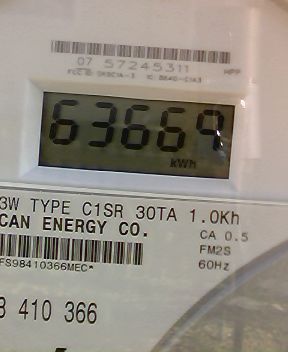 07 57245311 MPP
63669
kWh
3W TYPE C1SR 30TA 1.0Kh
CAN ENERGY CO. CA 0.5
FM2S
FS98410366MEC* 60Hz
410 366